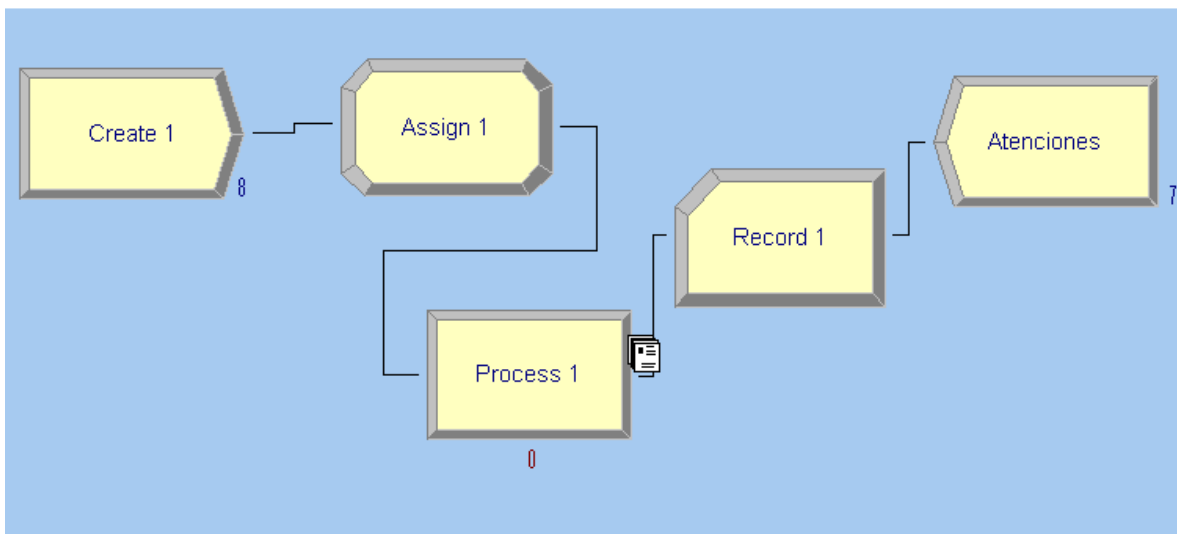 Create 1
8
Assign 1
Process 1
0
Record 1
Atenciones
7